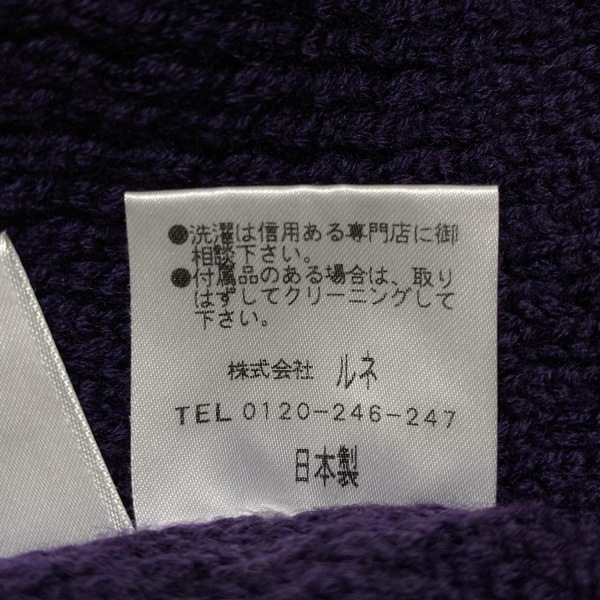 ●洗濯は信用ある専門店に御
相談下さい。
●付属品のある場合は、取り
はずしてクリーニングして
下さい。
株式会社 ルネ
TEL 0120-246-247
日本製